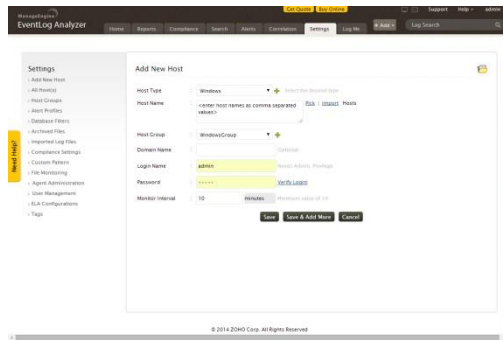 Get Quote Buy Online
Support Help admin
ManageEngine
EventLog Analyzer
Home Reports Compliance Search Alerts Correlation Settings Log Me + Add Log Search
Settings
Add New Host
All Host(s)
Host Groups
Alert Profiles
Database Filters
Archived Files
Imported Log Files
Compliance Settings
Custom Pattern
File Monitoring
Agent Administration
User Management
ELA Configurations
Tags
Need Help?
Add New Host
Host Type : Windows Select the desired type
Host Name : <enter host names as comma separated values> Pick | Import Hosts
Host Group : WindowsGroup
Domain Name : Optional
Login Name : admin Needs Admin Privilege
Password : ***** Verify Login!
Monitor Interval : 10 minutes Minimum value of 10
Save Save & Add More Cancel
© 2014 ZOHO Corp. All Rights Reserved